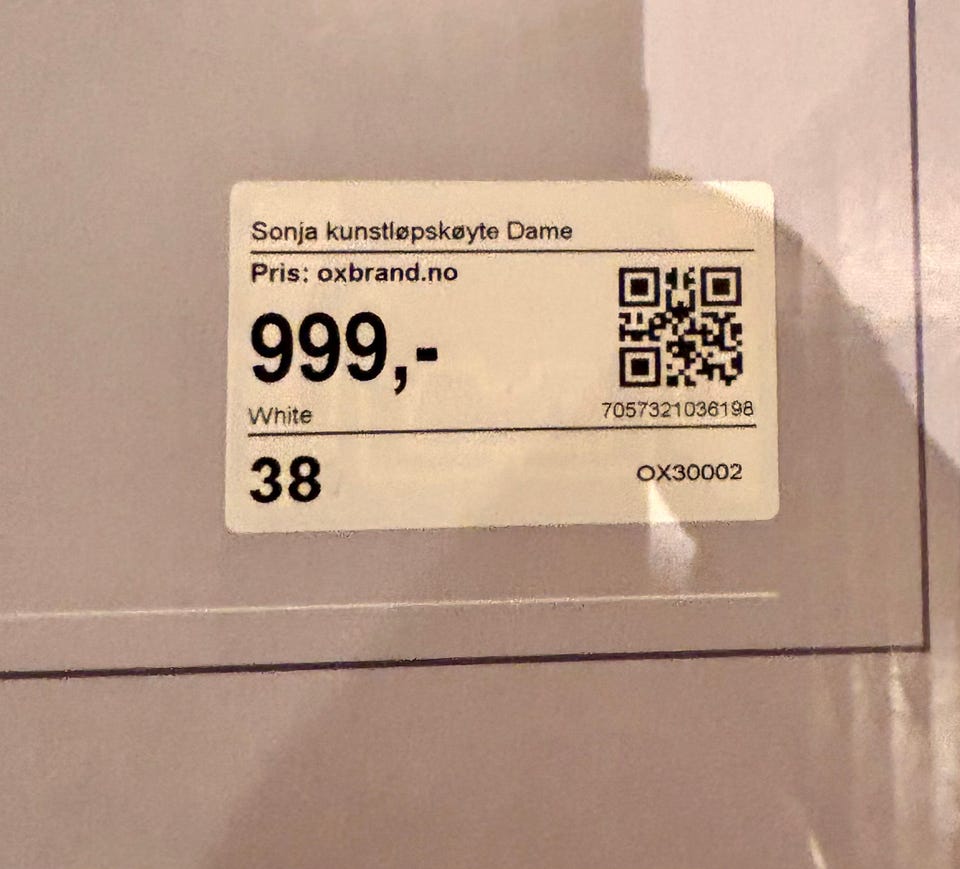 Sonja kunstløpskøyte Dame
Pris: oxbrand.no
999,-
White
7057321036198
38
OX30002